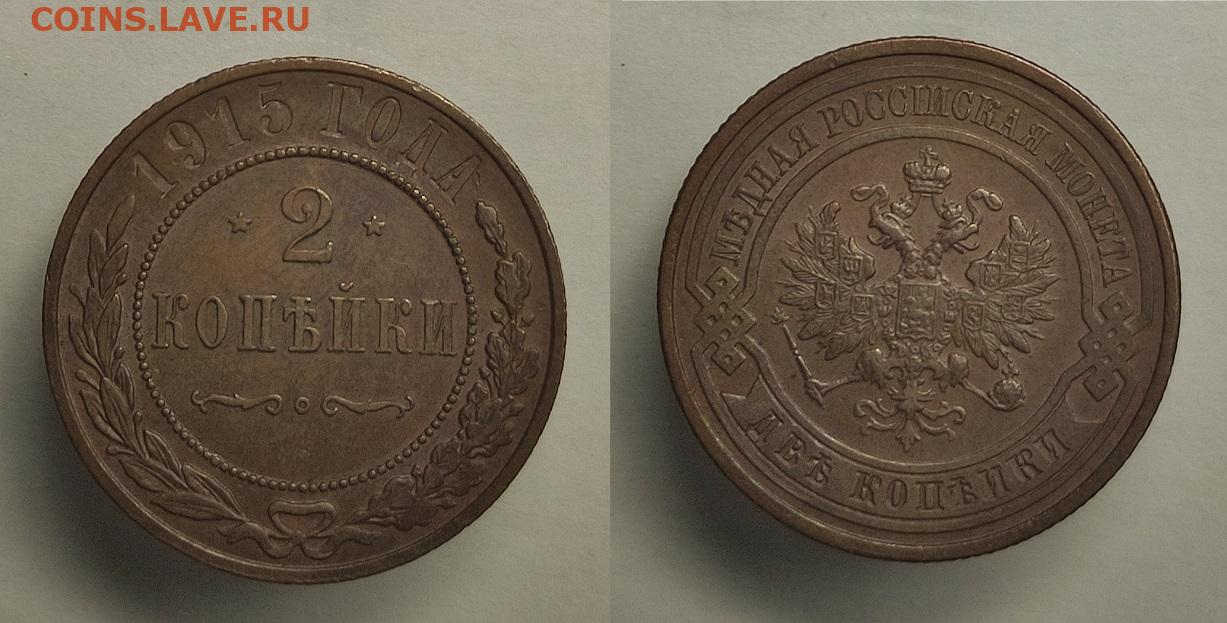 COINS.LAVE.RU
1915 ГОДА
2
КОПѢЙКИ
МѢДНАЯ РОССІЙСКАЯ МОНЕТА
ДВѢ КОПѢЙКИ